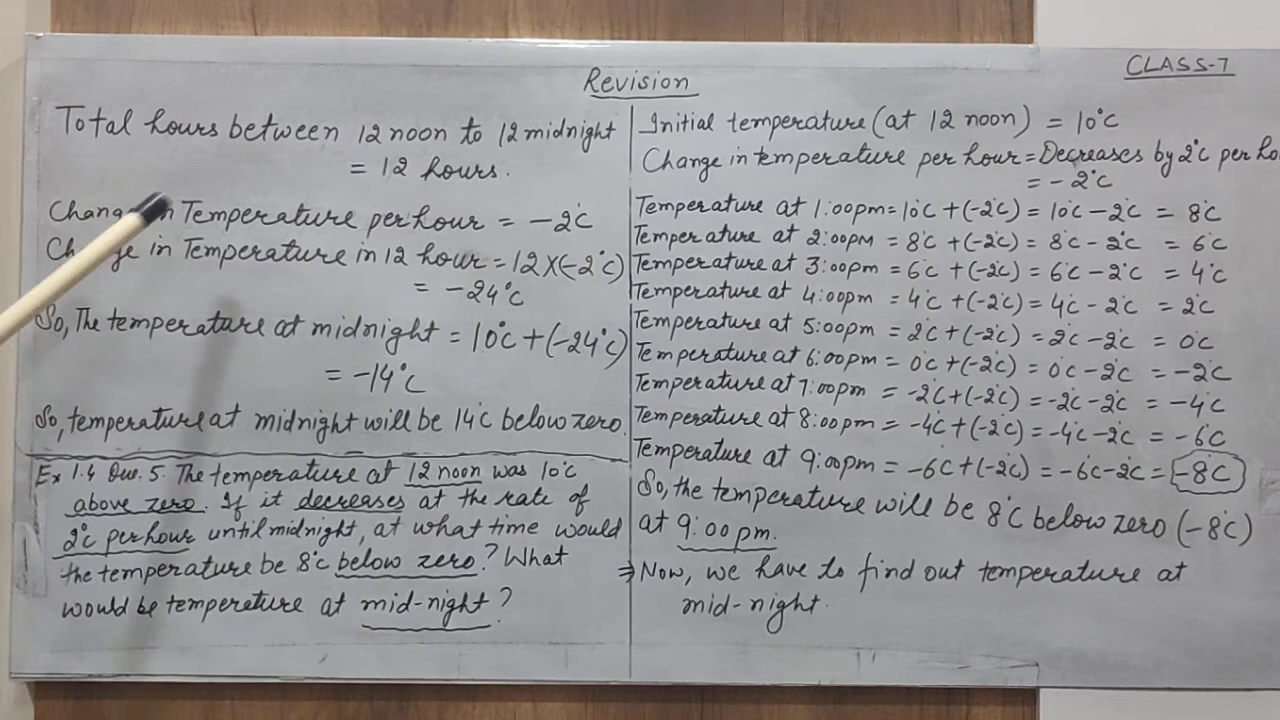 Revision
CLASS-7
Total hours between 12 noon to 12 midnight
= 12 hours.
Change in Temperature per hour = -2°C
Change in Temperature in 12 hour = 12 X (-2°C)
= -24°C
So, The temperature at midnight = 10°C + (-24°C)
= -14°C
So, temperature at midnight will be 14°C below zero.
Ex 1.4 Que. 5. The temperature at 12 noon was 10°C
above zero. If it decreases at the rate of
2°C per hour until midnight, at what time would
the temperature be 8°C below zero? What
would be temperature at mid-night?
Initial temperature (at 12 noon) = 10°C
Change in temperature per hour = Decreases by 2°C per ho
= -2°C
Temperature at 1:00pm = 10°C + (-2°C) = 10°C - 2°C = 8°C
Temperature at 2:00pm = 8°C + (-2°C) = 8°C - 2°C = 6°C
Temperature at 3:00pm = 6°C + (-2°C) = 6°C - 2°C = 4°C
Temperature at 4:00pm = 4°C + (-2°C) = 4°C - 2°C = 2°C
Temperature at 5:00pm = 2°C + (-2°C) = 2°C - 2°C = 0°C
Temperature at 6:00pm = 0°C + (-2°C) = 0°C - 2°C = -2°C
Temperature at 7:00pm = -2°C + (-2°C) = -2°C - 2°C = -4°C
Temperature at 8:00pm = -4°C + (-2°C) = -4°C - 2°C = -6°C
Temperature at 9:00pm = -6°C + (-2°C) = -6°C - 2°C = -8°C
So, the temperature will be 8°C below zero (-8°C)
at 9:00 pm.
⇒ Now, we have to find out temperature at
mid-night.